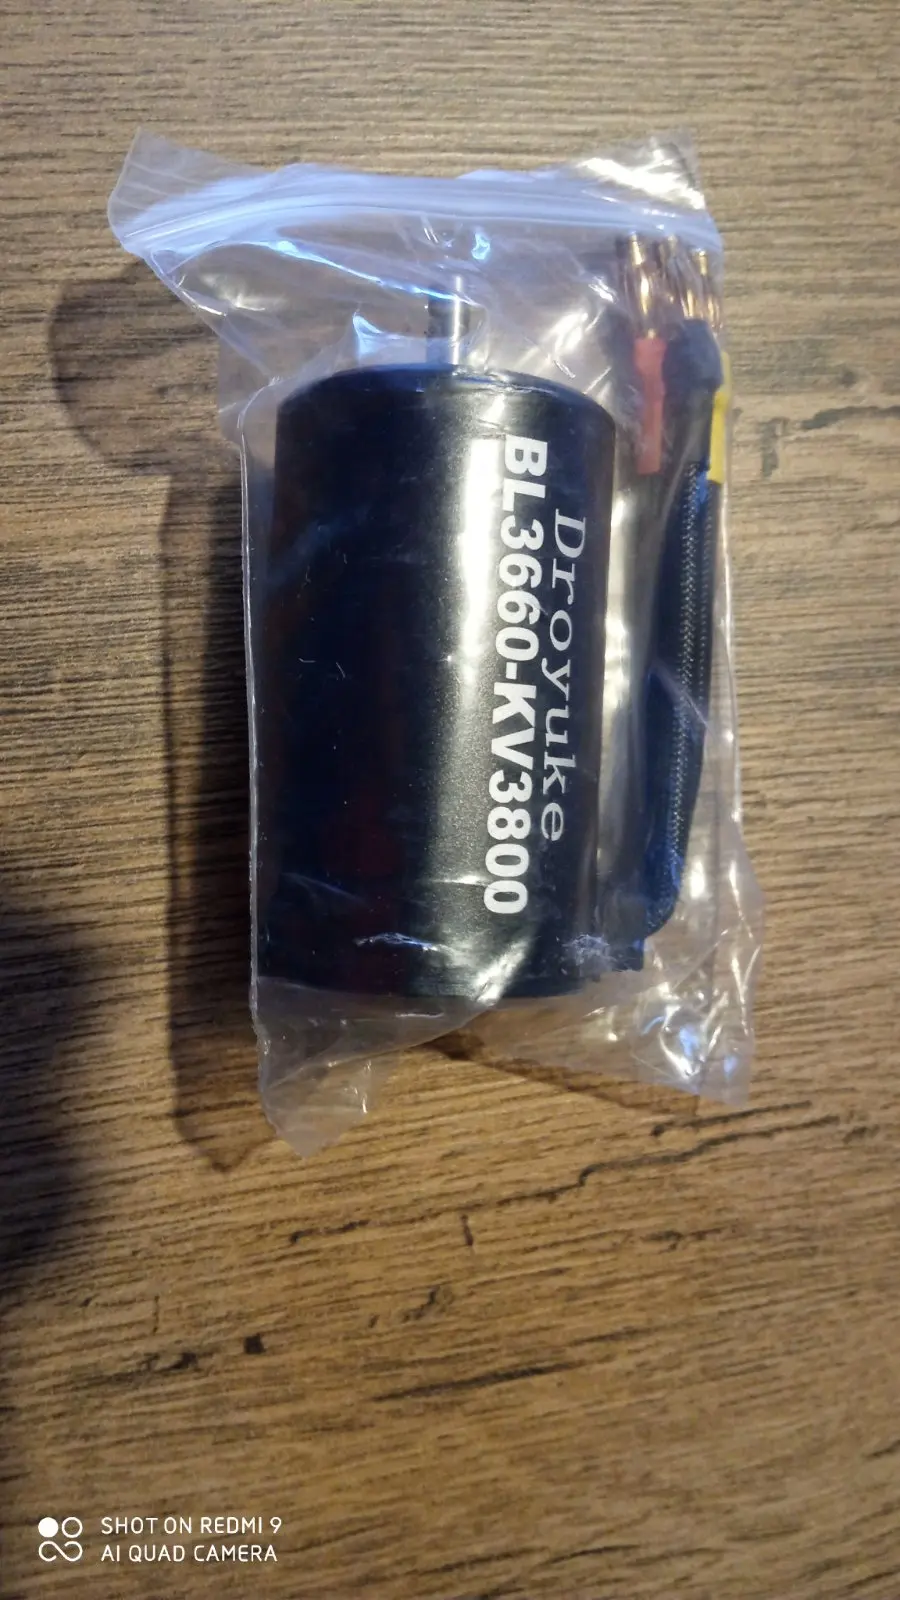 Droyuke
BL3660-KV3800
SHOT ON REDMI 9
AI QUAD CAMERA